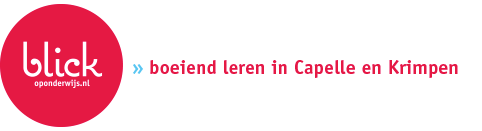 blick
oponderwijs.nl
» boeiend leren in Capelle en Krimpen